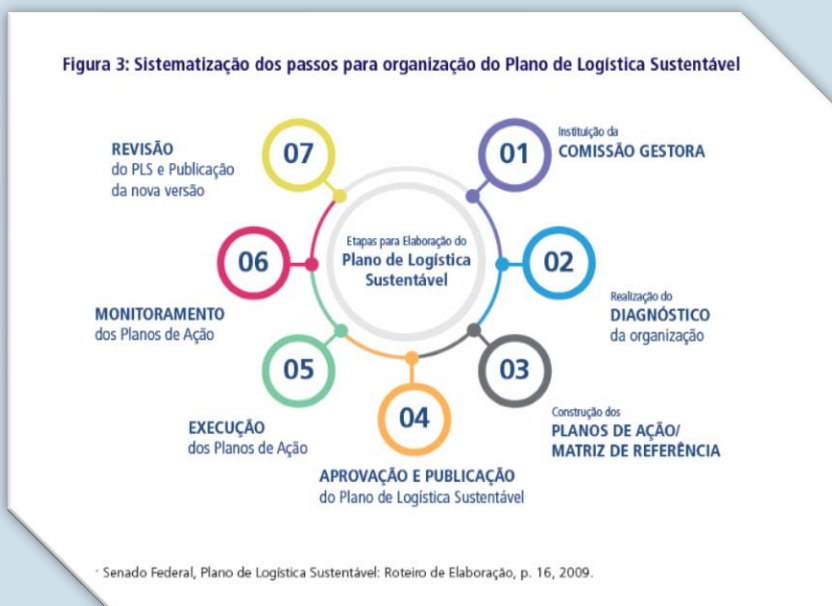 Figura 3: Sistematização dos passos para organização do Plano de Logística Sustentável
01
Instituição da
COMISSÃO GESTORA
02
Realização do
DIAGNÓSTICO
da organização
03
Construção dos
PLANOS DE AÇÃO/
MATRIZ DE REFERÊNCIA
04
APROVAÇÃO E PUBLICAÇÃO
do Plano de Logística Sustentável
05
EXECUÇÃO
dos Planos de Ação
06
MONITORAMENTO
dos Planos de Ação
07
REVISÃO
do PLS e Publicação
da nova versão
Etapas para Elaboração do
Plano de Logística
Sustentável
Senado Federal, Plano de Logística Sustentável: Roteiro de Elaboração, p. 16, 2009.